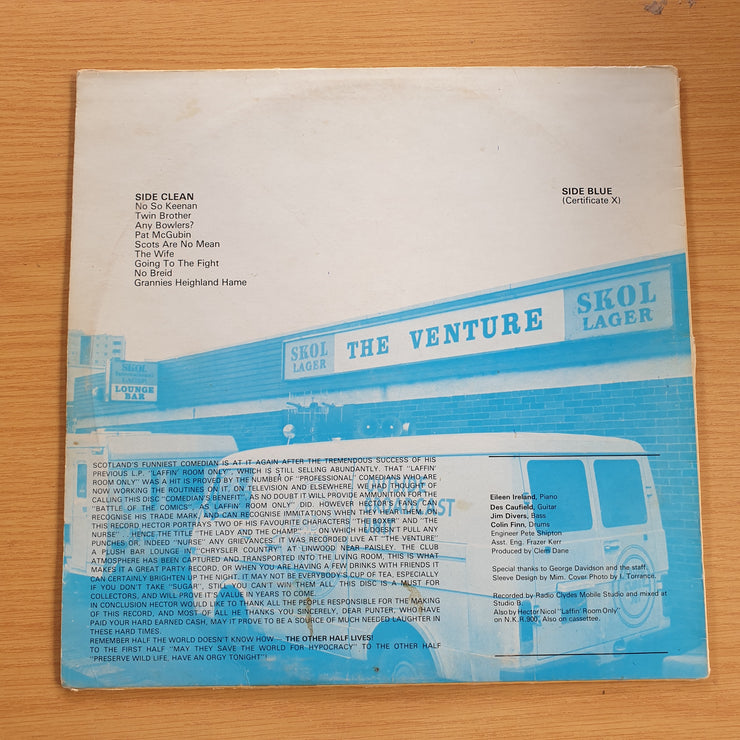 SIDE CLEAN
No So Keenan
Twin Brother
Any Bowlers?
Pat McGubin
Scots Are No Mean
The Wife
Going To The Fight
No Breid
Grannies Heighland Hame
SIDE BLUE
(Certificate X)
SKOL
LAGER
THE VENTURE
SKOL
LAGER
SKOL
LOUNGE
BAR
SCOTLAND'S FUNNIEST COMEDIAN IS AT IT AGAIN AFTER THE TREMENDOUS SUCCESS OF HIS
PREVIOUS L.P. "LAFFIN' ROOM ONLY", WHICH IS STILL SELLING ABUNDANTLY. THAT "LAFFIN'
ROOM ONLY" WAS A HIT IS PROVED BY THE NUMBER OF "PROFESSIONAL" COMEDIANS WHO ARE
NOW WORKING THE ROUTINES ON IT, ON TELEVISION AND ELSEWHERE, WE HAD THOUGHT OF
CALLING THIS DISC "COMEDIAN'S BENEFIT", AS NO DOUBT IT WILL PROVIDE AMMUNITION FOR THE
"BATTLE OF THE COMICS" AS LAFFIN' ROOM ONLY" DID. HOWEVER HECTOR'S FANS CAN
RECOGNISE HIS TRADE MARK, AND CAN RECOGNISE IMMITATIONS WHEN THEY HEAR THEM. ON
THIS RECORD HECTOR PORTRAYS TWO OF HIS FAVOURITE CHARACTERS "THE BOXER" AND "THE
NURSE" . . . HENCE THE TITLE "THE LADY AND THE CHAMP" . . . ON WHICH HE DOESN'T PULL ANY
PUNCHES OR, INDEED "NURSE" ANY GRIEVANCES. IT WAS RECORDED LIVE AT "THE VENTURE"
A PLUSH BAR LOUNGE IN "CHRYSLER COUNTRY" AT LINWOOD NEAR PAISLEY. THE CLUB
ATMOSPHERE HAS BEEN CAPTURED AND TRANSPORTED INTO THE LIVING ROOM, THIS IS WHAT
MAKES IT A GREAT PARTY RECORD, OR WHEN YOU ARE HAVING A FEW DRINKS WITH FRIENDS IT
CAN CERTAINLY BRIGHTEN UP THE NIGHT. IT MAY NOT BE EVERYBODY'S CUP OF TEA, ESPECIALLY
IF YOU DON'T TAKE "SUGAR", STILL YOU CAN'T WIN THEM ALL. THIS DISC IS A MUST FOR
COLLECTORS, AND WILL PROVE IT'S VALUE IN YEARS TO COME.
IN CONCLUSION HECTOR WOULD LIKE TO THANK ALL THE PEOPLE RESPONSIBLE FOR THE MAKING
OF THIS RECORD, AND MOST OF ALL HE THANKS YOU SINCERELY, DEAR PUNTER, WHO HAVE
PAID YOUR HARD EARNED CASH, MAY IT PROVE TO BE A SOURCE OF MUCH NEEDED LAUGHTER IN
THESE HARD TIMES.
REMEMBER HALF THE WORLD DOESN'T KNOW HOW — THE OTHER HALF LIVES!
TO THE FIRST HALF "MAY THEY SAVE THE WORLD FOR HYPOCRACY" TO THE OTHER HALF
"PRESERVE WILD LIFE, HAVE AN ORGY TONIGHT"
Eileen Ireland, Piano
Des Caufield, Guitar
Jim Divers, Bass
Colin Finn, Drums
Engineer Pete Shipton
Asst. Eng. Frazer Kerr
Produced by Clem Dane
Special thanks to George Davidson and the staff.
Sleeve Design by Mim. Cover Photo by I. Torrance.
Recorded by Radio Clydes Mobile Studio and mixed at
Studio B.
Also by Hector Nicol "Laffin' Room Only"
on N.K.R.900. Also on cassettee.